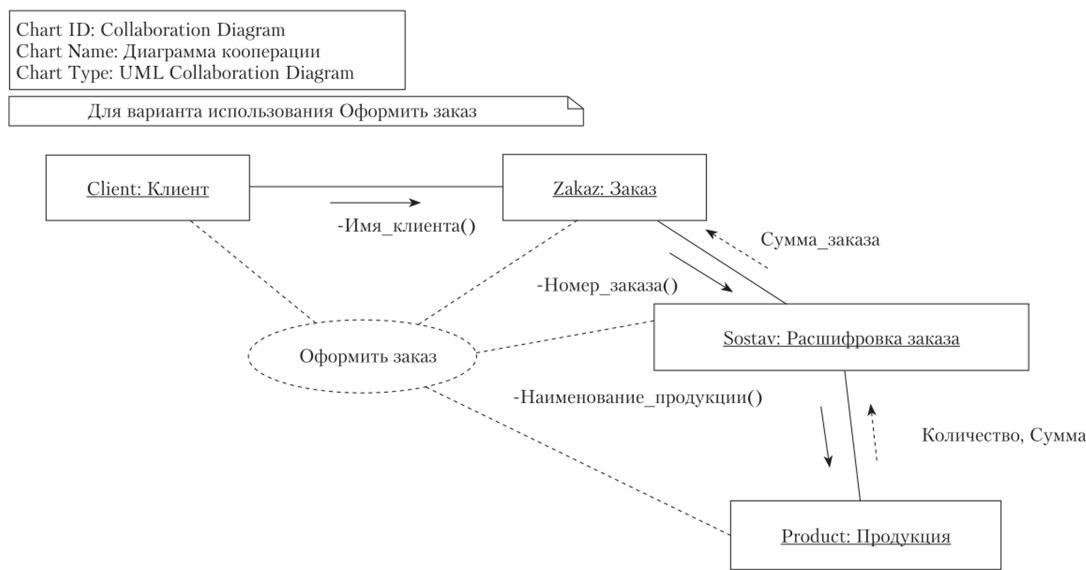 Chart ID: Collaboration Diagram
Chart Name: Диаграмма кооперации
Chart Type: UML Collaboration Diagram
Для варианта использования Оформить заказ
Client: Клиент
Zakaz: Заказ
-Имя_клиента()
Сумма_заказа
-Номер_заказа()
Sostav: Расшифровка заказа
Оформить заказ
-Наименование_продукции()
Количество, Сумма
Product: Продукция